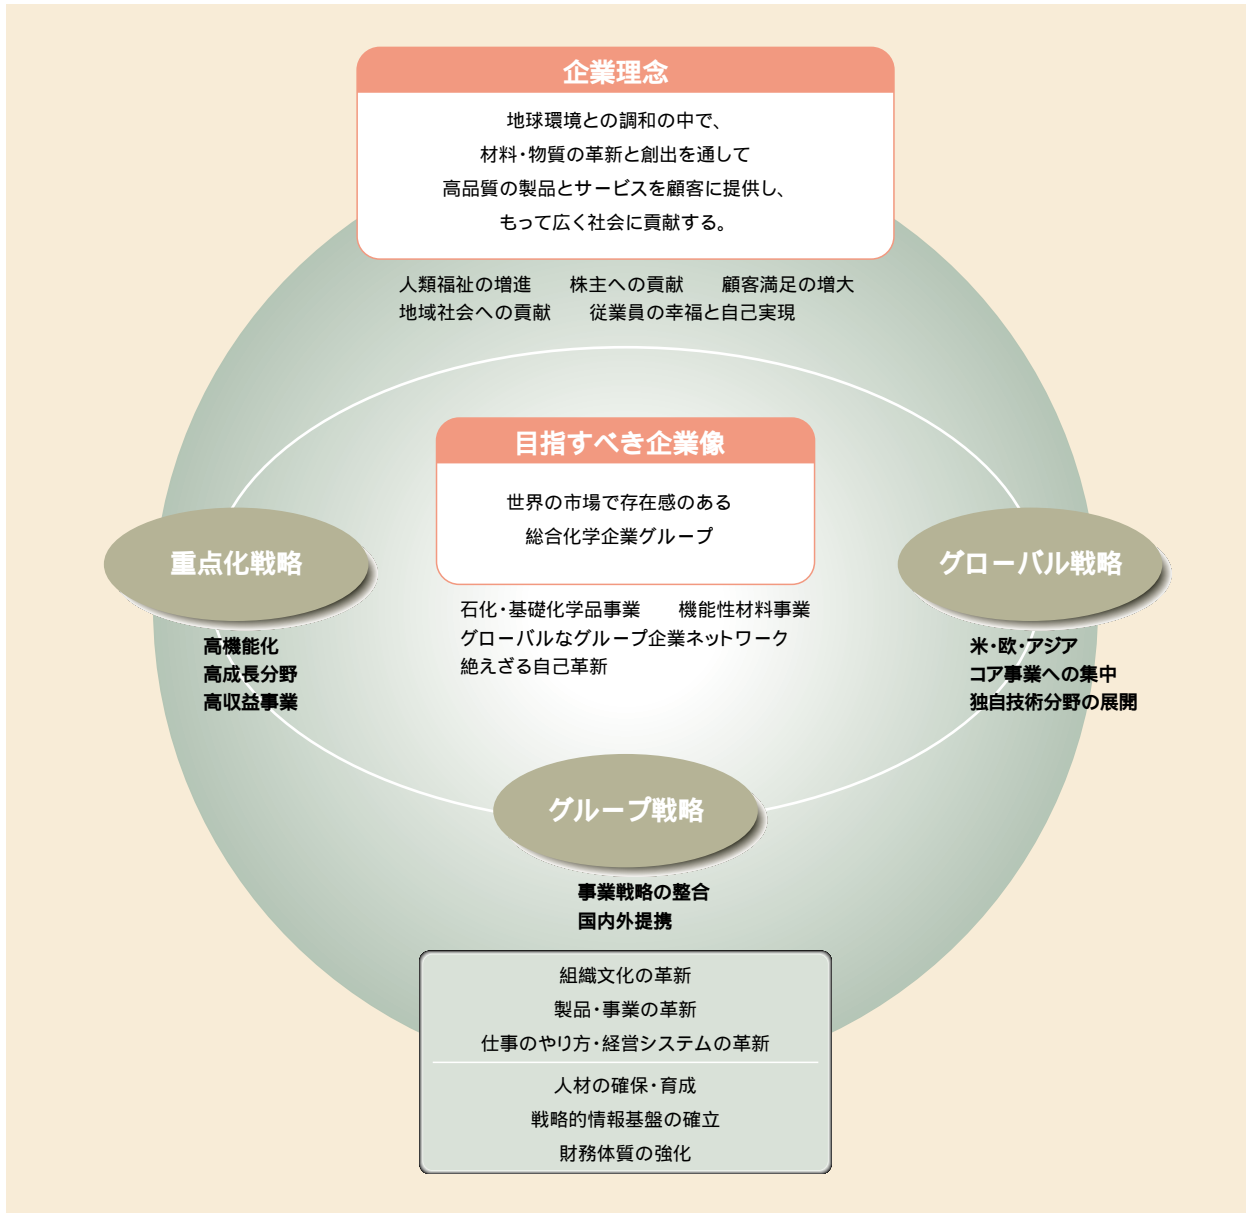 企業理念
地球環境との調和の中で、
材料・物質の革新と創出を通して
高品質の製品とサービスを顧客に提供し、
もって広く社会に貢献する。
人類福祉の増進　　株主への貢献　　顧客満足の増大
地域社会への貢献　　従業員の幸福と自己実現
目指すべき企業像
世界の市場で存在感のある
総合化学企業グループ
石化・基礎化学品事業　　機能性材料事業
グローバルなグループ企業ネットワーク
絶えざる自己革新
重点化戦略
高機能化
高成長分野
高収益事業
グローバル戦略
米・欧・アジア
コア事業への集中
独自技術分野の展開
グループ戦略
事業戦略の整合
国内外提携
組織文化の革新
製品・事業の革新
仕事のやり方・経営システムの革新
人材の確保・育成
戦略的情報基盤の確立
財務体質の強化